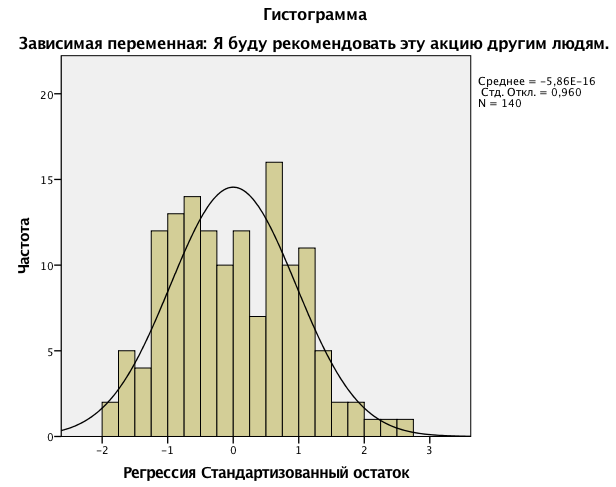 Гистограмма
Зависимая переменная: Я буду рекомендовать эту акцию другим людям.
Среднее = -5,86E-16
Стд. Откл. = 0,960
N = 140
Частота
20
15
10
5
0
-2 -1 0 1 2 3
Регрессия Стандартизованный остаток